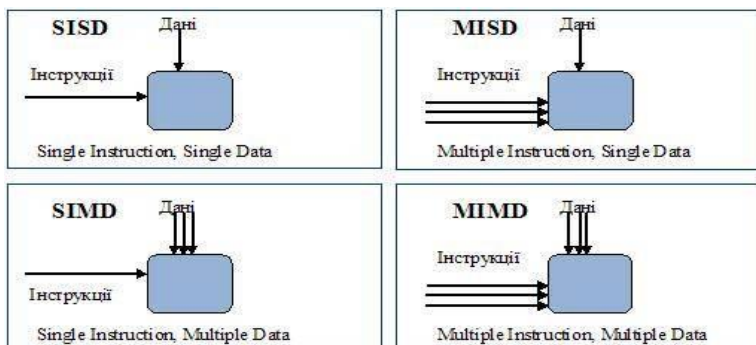 SISD Дані
Інструкції
Single Instruction, Single Data
MISD Дані
Інструкції
Multiple Instruction, Single Data
SIMD Дані
Інструкції
Single Instruction, Multiple Data
MIMD Дані
Інструкції
Multiple Instruction, Multiple Data